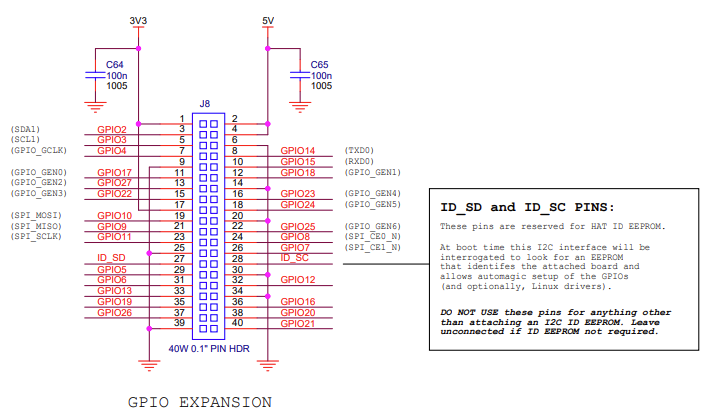 3V3 5V
C64 C65
100n 100n
1005 1005
J8
1 2
(SDA1) GPIO2 3 4
(SCL1) GPIO3 5 6
(GPIO_GCLK) GPIO4 7 8 GPIO14 (TXD0)
9 10 GPIO15 (RXD0)
(GPIO_GEN0) GPIO17 11 12 GPIO18 (GPIO_GEN1)
(GPIO_GEN2) GPIO27 13 14
(GPIO_GEN3) GPIO22 15 16 GPIO23 (GPIO_GEN4)
17 18 GPIO24 (GPIO_GEN5)
(SPI_MOSI) GPIO10 19 20
(SPI_MISO) GPIO9 21 22 GPIO25 (GPIO_GEN6)
(SPI_SCLK) GPIO11 23 24 GPIO8 (SPI_CE0_N)
25 26 GPIO7 (SPI_CE1_N)
ID_SD 27 28 ID_SC
GPIO5 29 30
GPIO6 31 32 GPIO12
GPIO13 33 34
GPIO19 35 36 GPIO16
GPIO26 37 38 GPIO20
39 40 GPIO21
40W 0.1" PIN HDR
GPIO EXPANSION
ID_SD and ID_SC PINS:
These pins are reserved for HAT ID EEPROM.
At boot time this I2C interface will be
interrogated to look for an EEPROM
that identifes the attached board and
allows automagic setup of the GPIOs
(and optionally, Linux drivers).
DO NOT USE these pins for anything other
than attaching an I2C ID EEPROM. Leave
unconnected if ID EEPROM not required.